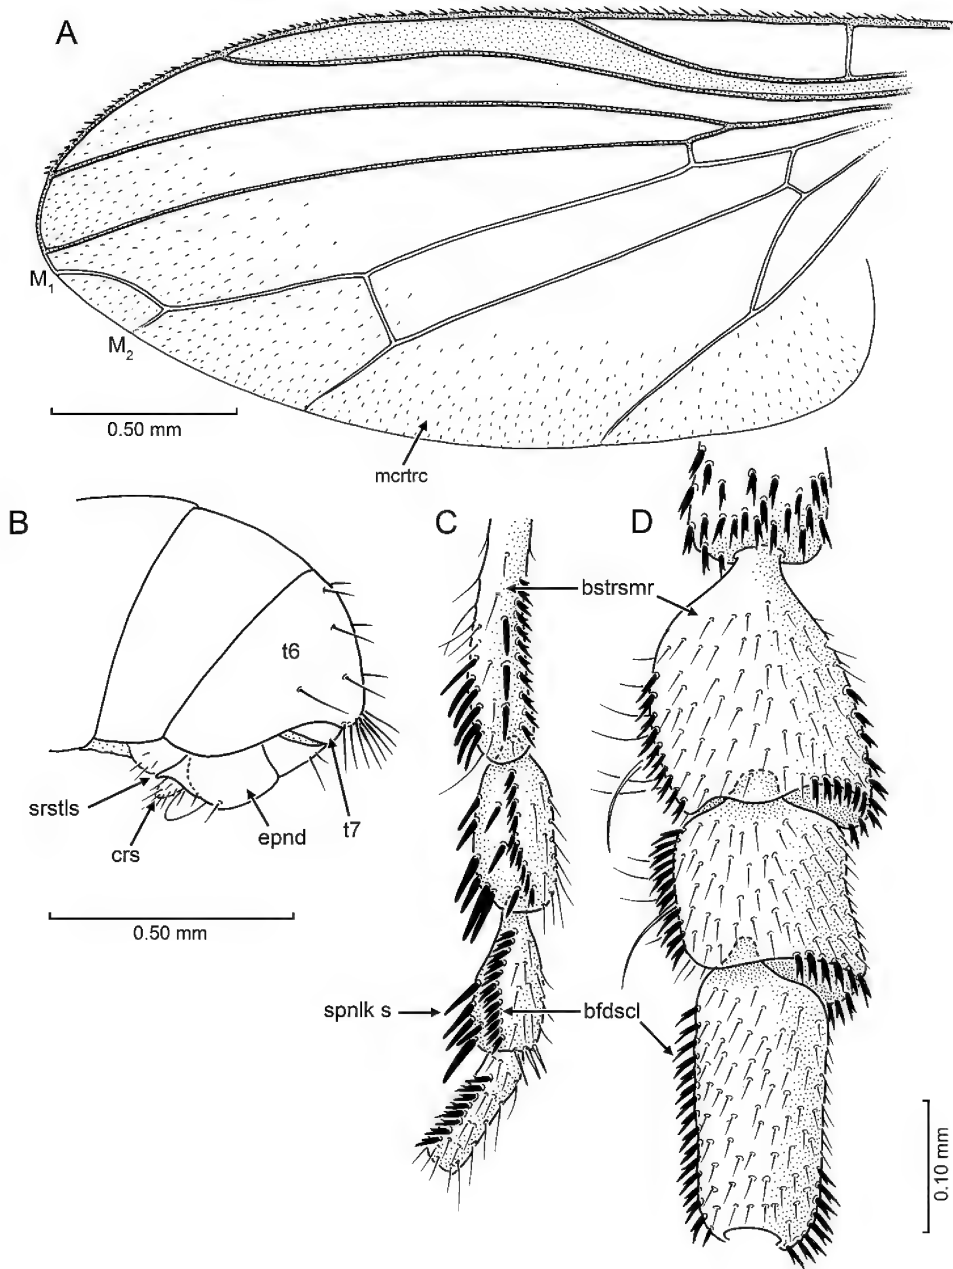 A
M1
M2
0.50 mm
mcrtrc
B
C
D
bstrsmr
t6
srstls
crs
epnd
t7
0.50 mm
spnlk s
bfdscl
0.10 mm